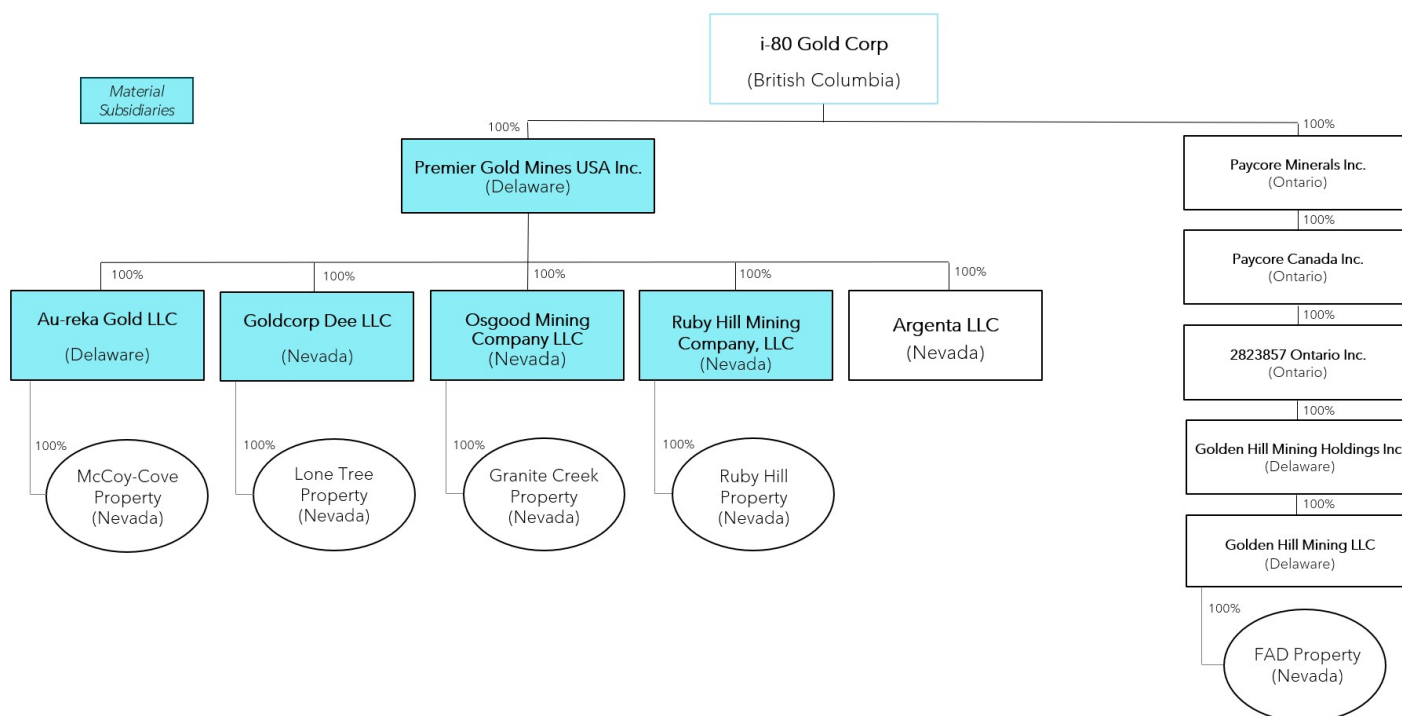 i-80 Gold Corp
(British Columbia)
Material
Subsidiaries
100%
100%
Premier Gold Mines USA Inc.
(Delaware)
Paycore Minerals Inc.
(Ontario)
100%
Paycore Canada Inc.
(Ontario)
100%
100%
100%
100%
100%
Au-reka Gold LLC
(Delaware)
Goldcorp Dee LLC
(Nevada)
Osgood Mining
Company LLC
(Nevada)
Ruby Hill Mining
Company, LLC
(Nevada)
Argenta LLC
(Nevada)
100%
2823857 Ontario Inc.
(Ontario)
100%
Golden Hill Mining Holdings Inc
(Delaware)
100%
100%
100%
100%
McCoy-Cove
Property
(Nevada)
Lone Tree
Property
(Nevada)
Granite Creek
Property
(Nevada)
Ruby Hill
Property
(Nevada)
100%
Golden Hill Mining LLC
(Delaware)
100%
FAD Property
(Nevada)